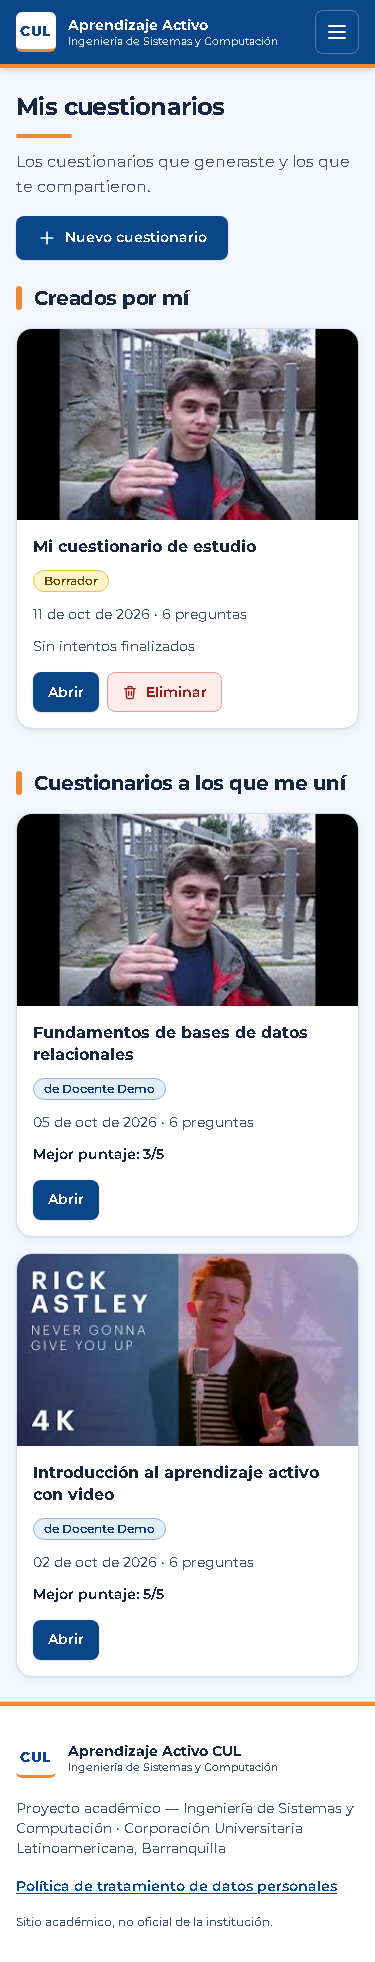 CUL
Aprendizaje Activo
Ingeniería de Sistemas y Computación
Mis cuestionarios
Los cuestionarios que generaste y los que
te compartieron.
Nuevo cuestionario
Creados por mí
Mi cuestionario de estudio
Borrador
11 de oct de 2026 · 6 preguntas
Sin intentos finalizados
Abrir
Eliminar
Cuestionarios a los que me uní
Fundamentos de bases de datos
relacionales
de Docente Demo
05 de oct de 2026 · 6 preguntas
Mejor puntaje: 3/5
Abrir
RICK
ASTLEY
NEVER GONNA
GIVE YOU UP
4K
Introducción al aprendizaje activo
con video
de Docente Demo
02 de oct de 2026 · 6 preguntas
Mejor puntaje: 5/5
Abrir
CUL
Aprendizaje Activo CUL
Ingeniería de Sistemas y Computación
Proyecto académico — Ingeniería de Sistemas y
Computación · Corporación Universitaria
Latinoamericana, Barranquilla
Política de tratamiento de datos personales
Sitio académico, no oficial de la institución.